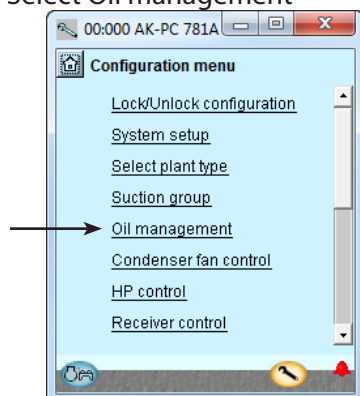 Select Oil management
00:000 AK-PC 781A
Configuration menu
Lock/Unlock configuration
System setup
Select plant type
Suction group
Oil management
Condenser fan control
HP control
Receiver control